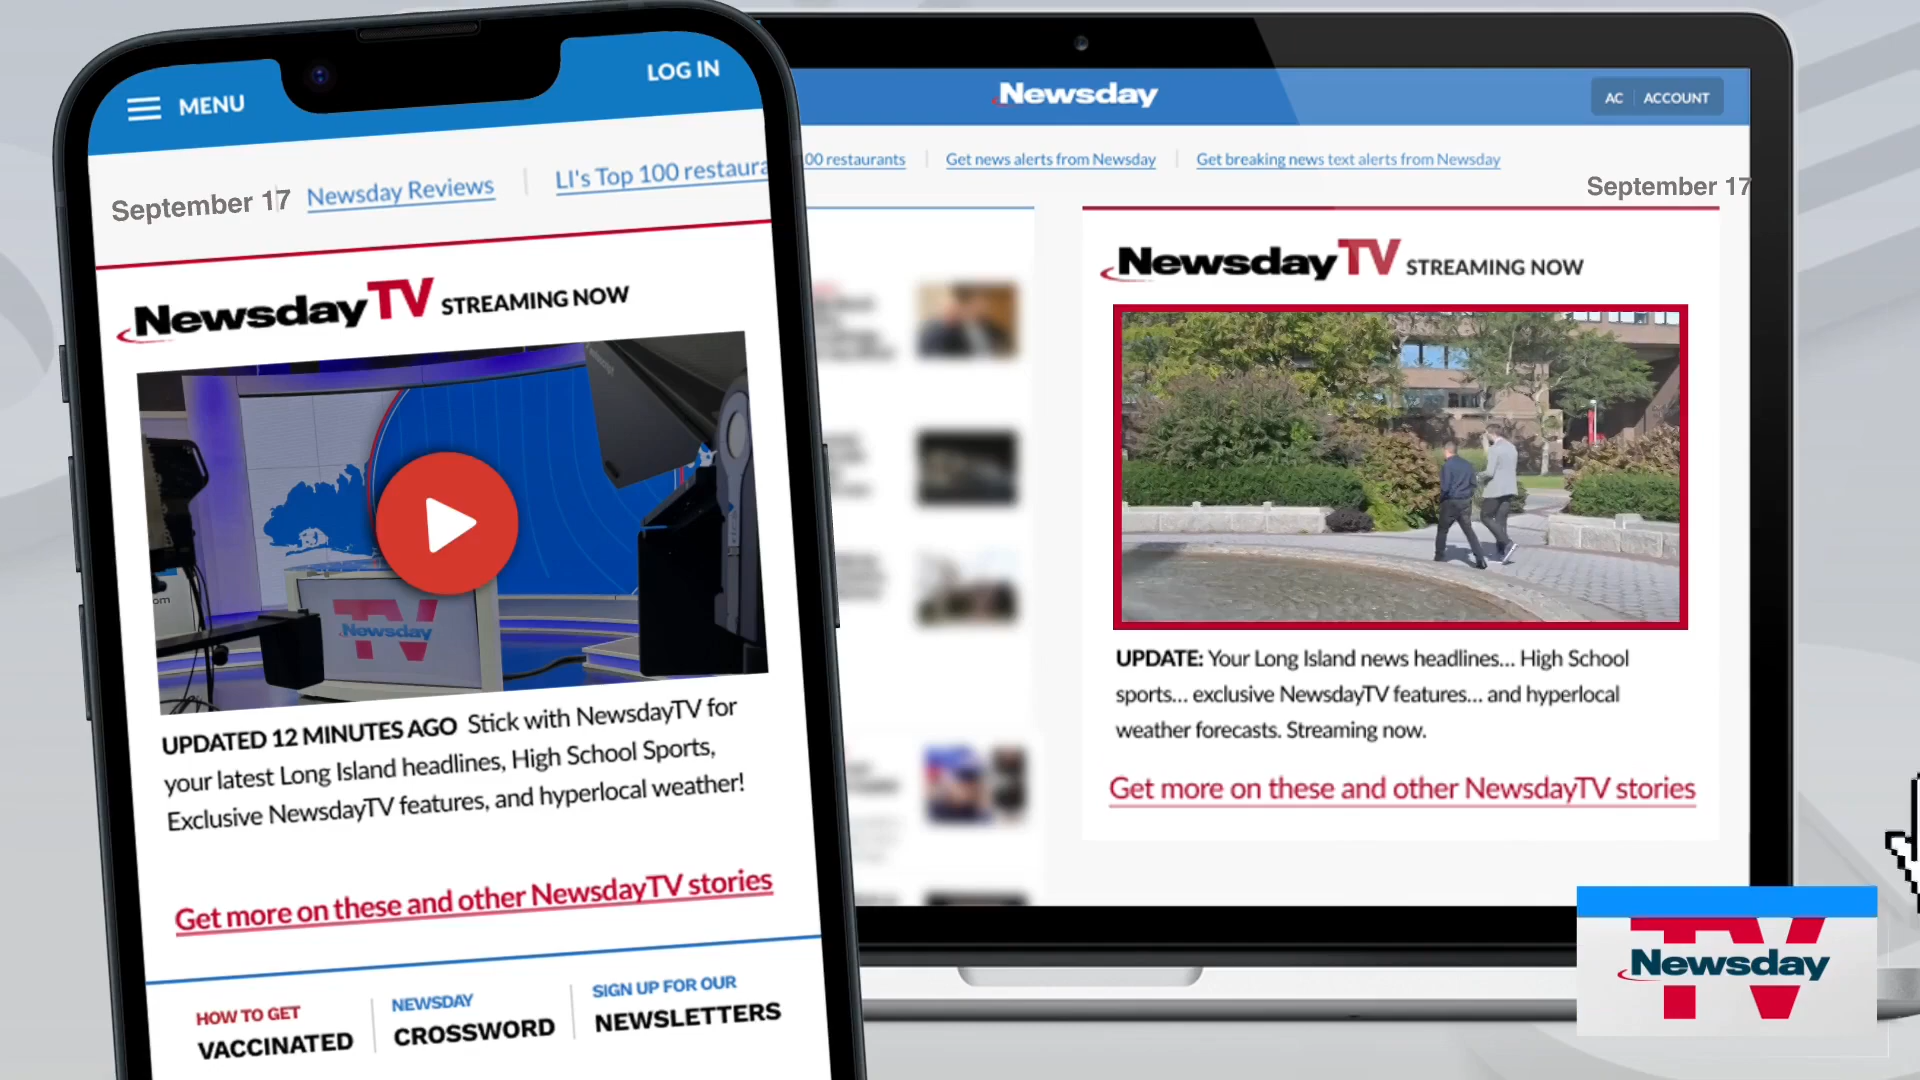 MENU
LOG IN
September 17
Newsday Reviews
LI's Top 100 restaura
NewsdayTV STREAMING NOW
Newsday
UPDATED 12 MINUTES AGO Stick with NewsdayTV for
your latest Long Island headlines, High School Sports,
Exclusive NewsdayTV features, and hyperlocal weather!
Get more on these and other NewsdayTV stories
HOW TO GET
VACCINATED
NEWSDAY
CROSSWORD
SIGN UP FOR OUR
NEWSLETTERS
Newsday
AC
ACCOUNT
00 restaurants
Get news alerts from Newsday
Get breaking news text alerts from Newsday
September 17
NewsdayTV STREAMING NOW
UPDATE: Your Long Island news headlines... High School
sports... exclusive NewsdayTV features... and hyperlocal
weather forecasts. Streaming now.
Get more on these and other NewsdayTV stories
Newsday
TV